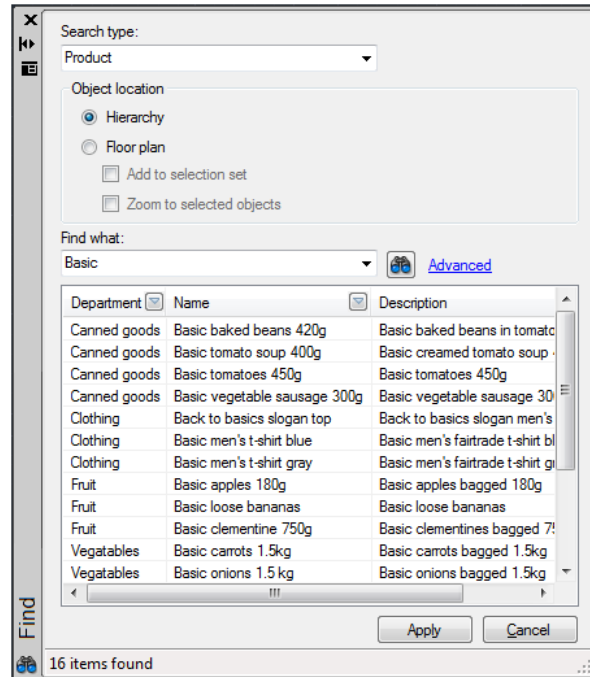 Search type:
Product
Object location
Hierarchy
Floor plan
Add to selection set
Zoom to selected objects
Find what:
Basic Advanced
Department Name Description
Canned goods Basic baked beans 420g Basic baked beans in tomatc
Canned goods Basic tomato soup 400g Basic creamed tomato soup
Canned goods Basic tomatoes 450g Basic tomatoes 450g
Canned goods Basic vegetable sausage 300g Basic vegetable sausage 30
Clothing Back to basics slogan top Back to basics slogan men's
Clothing Basic men's t-shirt blue Basic men's fairtrade t-shirt bl
Clothing Basic men's t-shirt gray Basic men's fairtrade t-shirt g
Fruit Basic apples 180g Basic apples bagged 180g
Fruit Basic loose bananas Basic loose bananas
Fruit Basic clementine 750g Basic clementines bagged 7
Vegatables Basic carrots 1.5kg Basic carrots bagged 1.5kg
Vegatables Basic onions 1.5 kg Basic onions bagged 1.5kg
Apply Cancel
Find
16 items found